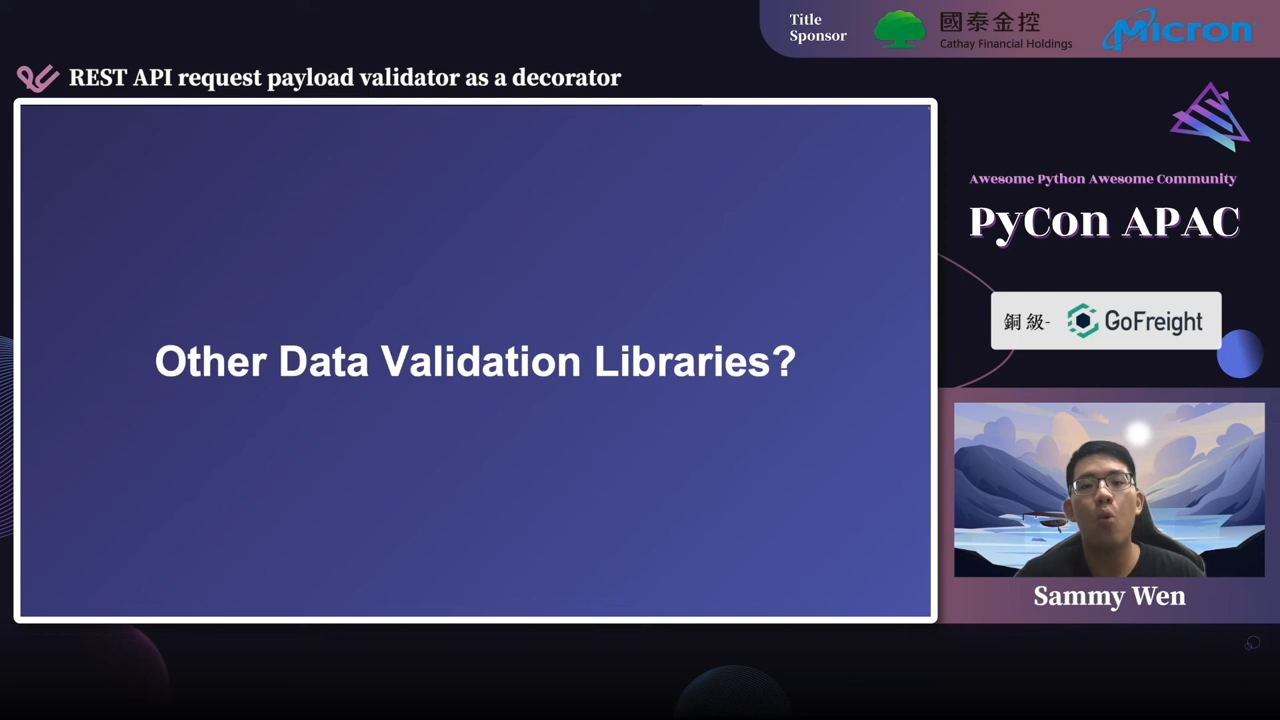 Title
Sponsor
國泰金控
Cathay Financial Holdings
Micron
REST API request payload validator as a decorator
Other Data Validation Libraries?
Awesome Python Awesome Community
PyCon APAC
銅級-
GoFreight
Sammy Wen